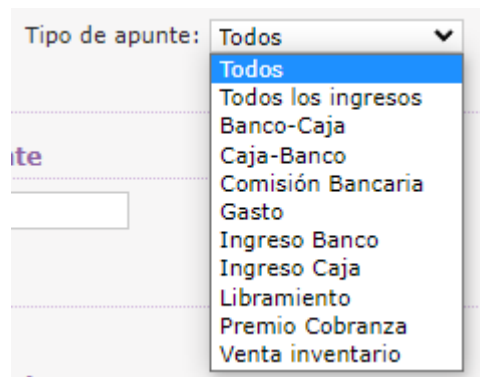 Tipo de apunte: Todos
Todos
Todos los ingresos
Banco-Caja
Caja-Banco
Comisión Bancaria
Gasto
Ingreso Banco
Ingreso Caja
Libramiento
Premio Cobranza
Venta inventario
nte